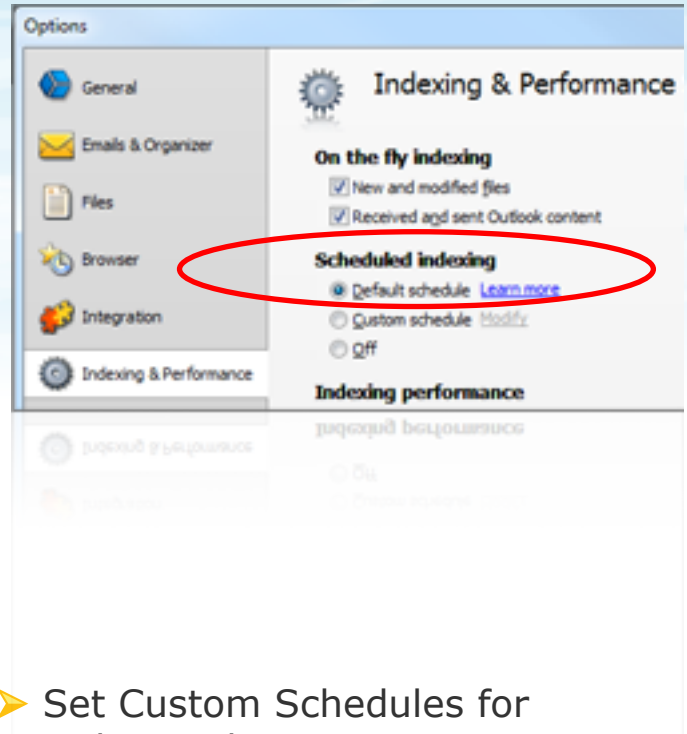 Options
General
Emails & Organizer
Files
Browser
Integration
Indexing & Performance
Indexing & Performance
On the fly indexing
New and modified files
Received and sent Outlook content
Scheduled indexing
Default schedule Learn more
Custom schedule Modify
Off
Indexing performance
Set Custom Schedules for